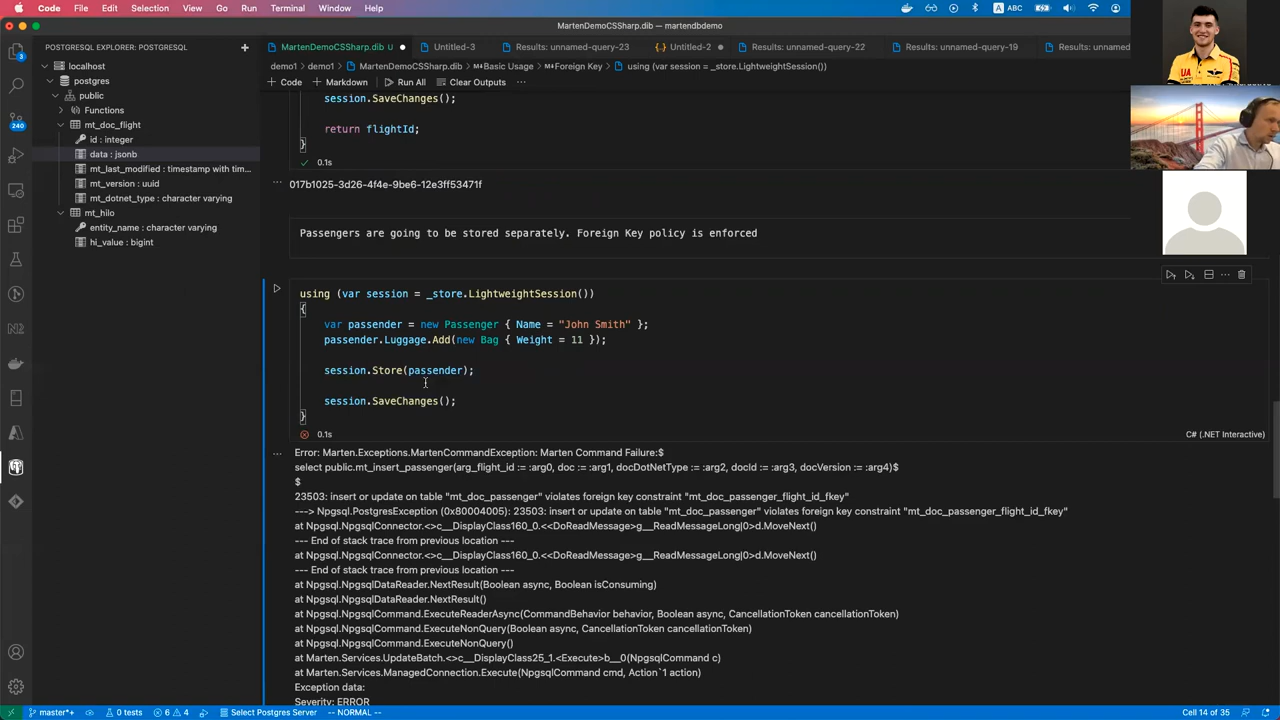 Code File Edit Selection View Go Run Terminal Window Help ABC
MartenDemoCSSharp.dib — martendbdemo
POSTGRESQL EXPLORER: POSTGRESQL
MartenDemoCSSharp.dib U Untitled-3 Results: unnamed-query-23 Untitled-2 Results: unnamed-query-22 Results: unnamed-query-19 Results: unnamed
demo1 > demo1 > MartenDemoCSSharp.dib > Basic Usage > Foreign Key > using (var session = _store.LightweightSession())
+ Code + Markdown Run All Clear Outputs ...
localhost
postgres
public
Functions
mt_doc_flight
id : integer
data : jsonb
mt_last_modified : timestamp with tim...
mt_version : uuid
mt_dotnet_type : character varying
mt_hilo
entity_name : character varying
hi_value : bigint
3
240
session.SaveChanges();
return flightId;
}
0.1s
017b1025-3d26-4f4e-9be6-12e3ff53471f
Passengers are going to be stored separately. Foreign Key policy is enforced
using (var session = _store.LightweightSession())
{
var passender = new Passenger { Name = "John Smith" };
passender.Luggage.Add(new Bag { Weight = 11 });
session.Store(passender);
session.SaveChanges();
}
0.1s
C# (.NET Interactive)
Error: Marten.Exceptions.MartenCommandException: Marten Command Failure:$
select public.mt_insert_passenger(arg_flight_id := :arg0, doc := :arg1, docDotNetType := :arg2, docId := :arg3, docVersion := :arg4)$
$
23503: insert or update on table "mt_doc_passenger" violates foreign key constraint "mt_doc_passenger_flight_id_fkey"
---> Npgsql.PostgresException (0x80004005): 23503: insert or update on table "mt_doc_passenger" violates foreign key constraint "mt_doc_passenger_flight_id_fkey"
at Npgsql.NpgsqlConnector.<>c__DisplayClass160_0.<<DoReadMessage>g__ReadMessageLong|0>d.MoveNext()
--- End of stack trace from previous location ---
at Npgsql.NpgsqlConnector.<>c__DisplayClass160_0.<<DoReadMessage>g__ReadMessageLong|0>d.MoveNext()
--- End of stack trace from previous location ---
at Npgsql.NpgsqlDataReader.NextResult(Boolean async, Boolean isConsuming)
at Npgsql.NpgsqlDataReader.NextResult()
at Npgsql.NpgsqlCommand.ExecuteReaderAsync(CommandBehavior behavior, Boolean async, CancellationToken cancellationToken)
at Npgsql.NpgsqlCommand.ExecuteNonQuery(Boolean async, CancellationToken cancellationToken)
at Npgsql.NpgsqlCommand.ExecuteNonQuery()
at Marten.Services.UpdateBatch.<>c__DisplayClass25_1.<Execute>b__0(NpgsqlCommand c)
at Marten.Services.ManagedConnection.Execute(NpgsqlCommand cmd, Action`1 action)
Exception data:
Severity: ERROR
master*+ 0 tests 6 4 Select Postgres Server -- NORMAL -- Cell 14 of 35